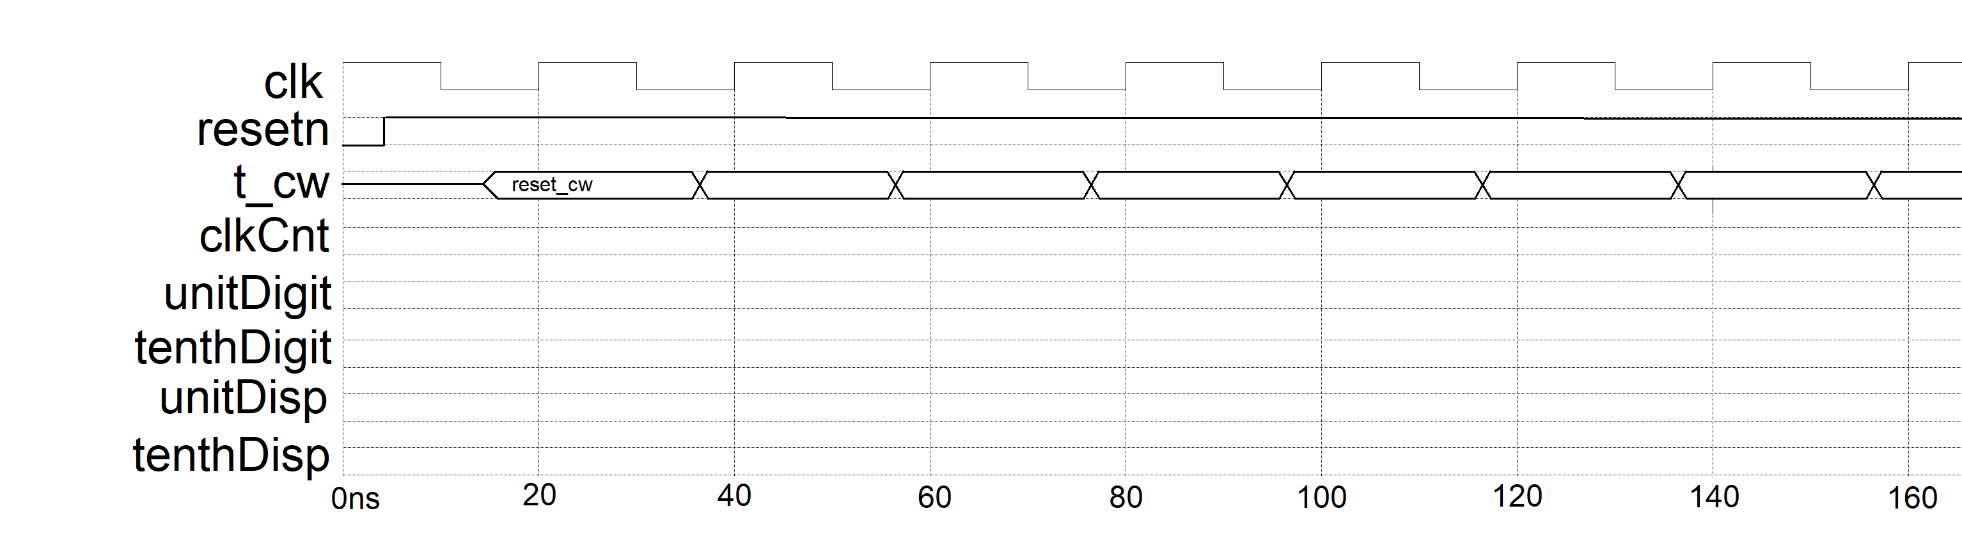 clk
resetn
t_cw
reset_cw
clkCnt
unitDigit
tenthDigit
unitDisp
tenthDisp
0ns 20 40 60 80 100 120 140 160